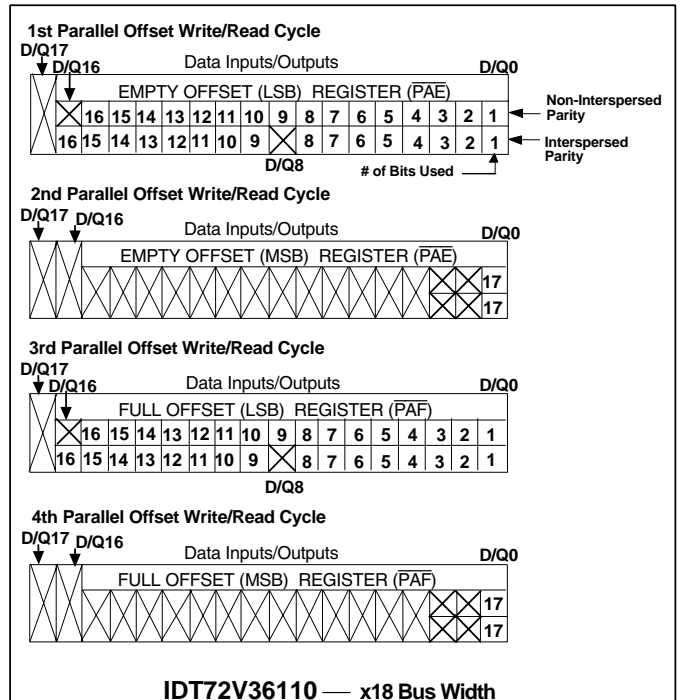 1st Parallel Offset Write/Read Cycle
D/Q17
D/Q16 Data Inputs/Outputs D/Q0
EMPTY OFFSET (LSB) REGISTER (PAE)
16 15 14 13 12 11 10 9 8 7 6 5 4 3 2 1 Non-Interspersed Parity
16 15 14 13 12 11 10 9 8 7 6 5 4 3 2 1 Interspersed Parity
D/Q8
# of Bits Used
2nd Parallel Offset Write/Read Cycle
D/Q17 D/Q16 Data Inputs/Outputs D/Q0
EMPTY OFFSET (MSB) REGISTER (PAE)
17
17
3rd Parallel Offset Write/Read Cycle
D/Q17
D/Q16 Data Inputs/Outputs D/Q0
FULL OFFSET (LSB) REGISTER (PAF)
16 15 14 13 12 11 10 9 8 7 6 5 4 3 2 1
16 15 14 13 12 11 10 9 8 7 6 5 4 3 2 1
D/Q8
4th Parallel Offset Write/Read Cycle
D/Q17 D/Q16 Data Inputs/Outputs D/Q0
FULL OFFSET (MSB) REGISTER (PAF)
17
17
IDT72V36110 — x18 Bus Width